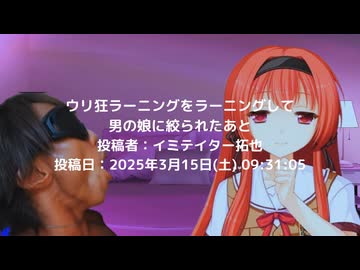 ウリ狂ラーニングをラーニングして
男の娘に絞られたあと
投稿者：イミテイター拓也
投稿日：2025年3月15日(土).09:31:05